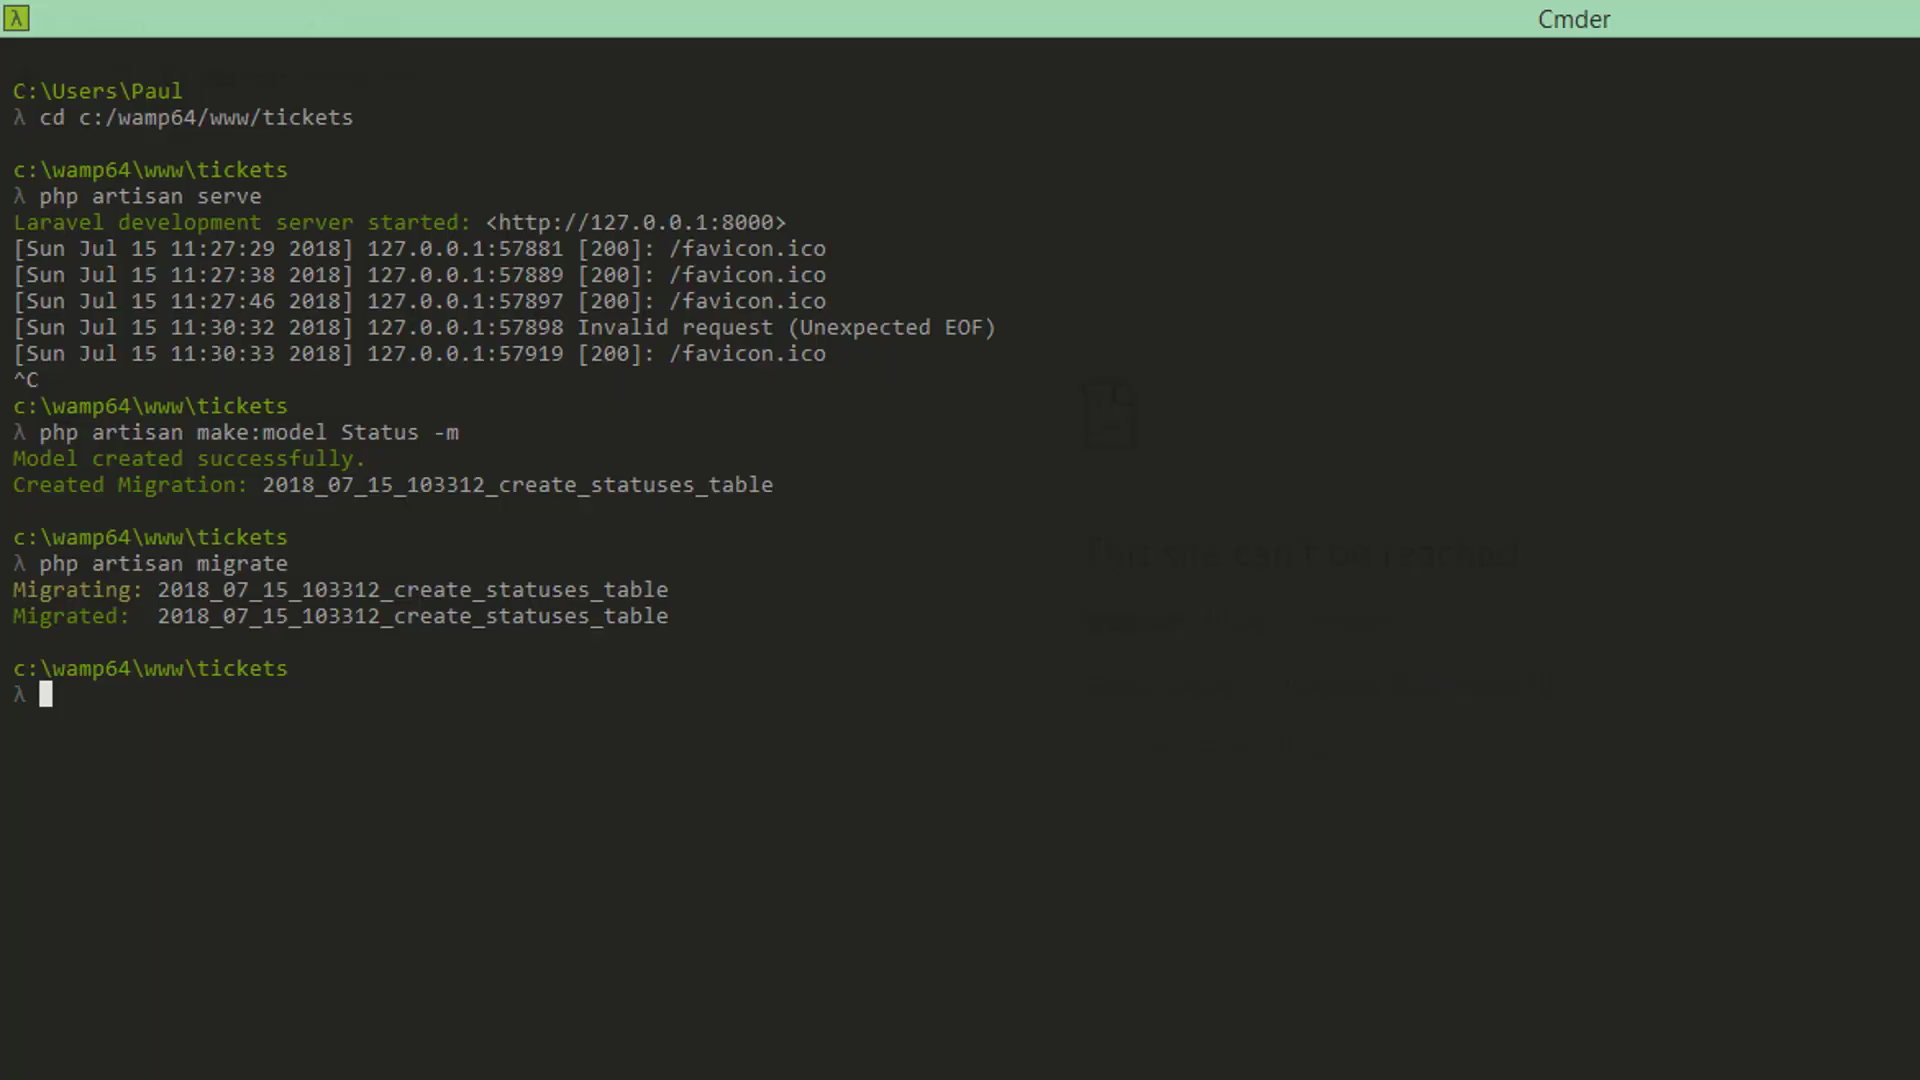 λ Cmder
C:\Users\Paul
λ cd c:/wamp64/www/tickets
c:\wamp64\www\tickets
λ php artisan serve
Laravel development server started: <http://127.0.0.1:8000>
[Sun Jul 15 11:27:29 2018] 127.0.0.1:57881 [200]: /favicon.ico
[Sun Jul 15 11:27:38 2018] 127.0.0.1:57889 [200]: /favicon.ico
[Sun Jul 15 11:27:46 2018] 127.0.0.1:57897 [200]: /favicon.ico
[Sun Jul 15 11:30:32 2018] 127.0.0.1:57898 Invalid request (Unexpected EOF)
[Sun Jul 15 11:30:33 2018] 127.0.0.1:57919 [200]: /favicon.ico
^C
c:\wamp64\www\tickets
λ php artisan make:model Status -m
Model created successfully.
Created Migration: 2018_07_15_103312_create_statuses_table
c:\wamp64\www\tickets
λ php artisan migrate
Migrating: 2018_07_15_103312_create_statuses_table
Migrated:  2018_07_15_103312_create_statuses_table
c:\wamp64\www\tickets
λ
This site can't be reached